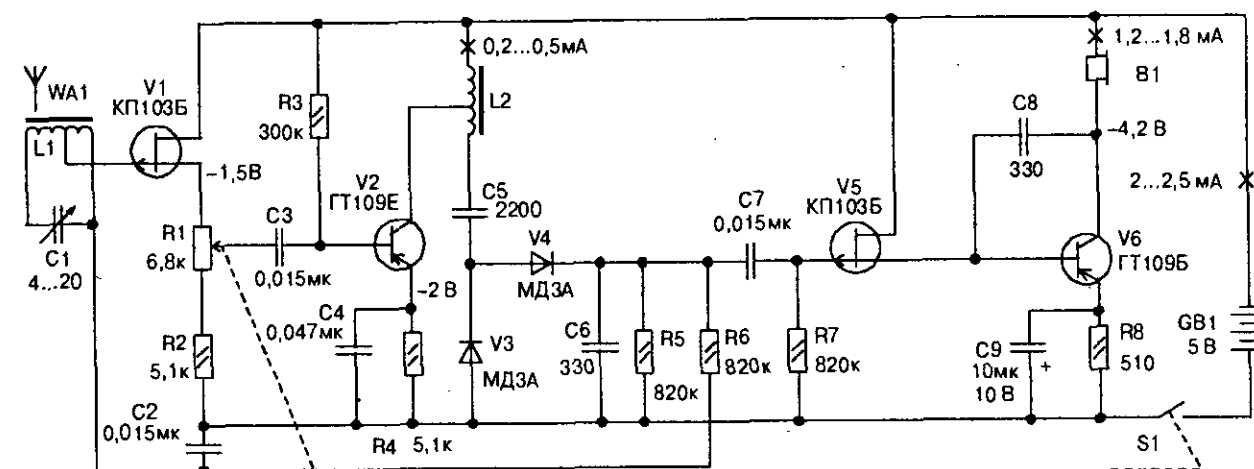 WA1
L1
C1
4...20
V1
КП103Б
–1,5В
R1
6,8к
R2
5,1к
C2
0,015мк
R3
300к
C3
0,015мк
V2
ГТ109Е
–2 В
C4
0,047мк
R4
5,1к
0,2...0,5мА
L2
C5
2200
V4
МД3А
V3
МД3А
C6
330
R5
820к
R6
820к
C7
0,015мк
R7
820к
V5
КП103Б
C8
330
1,2...1,8 мА
B1
–4,2 В
2...2,5 мА
V6
ГТ109Б
C9
10мк
10 В
+
R8
510
GB1
5 В
S1